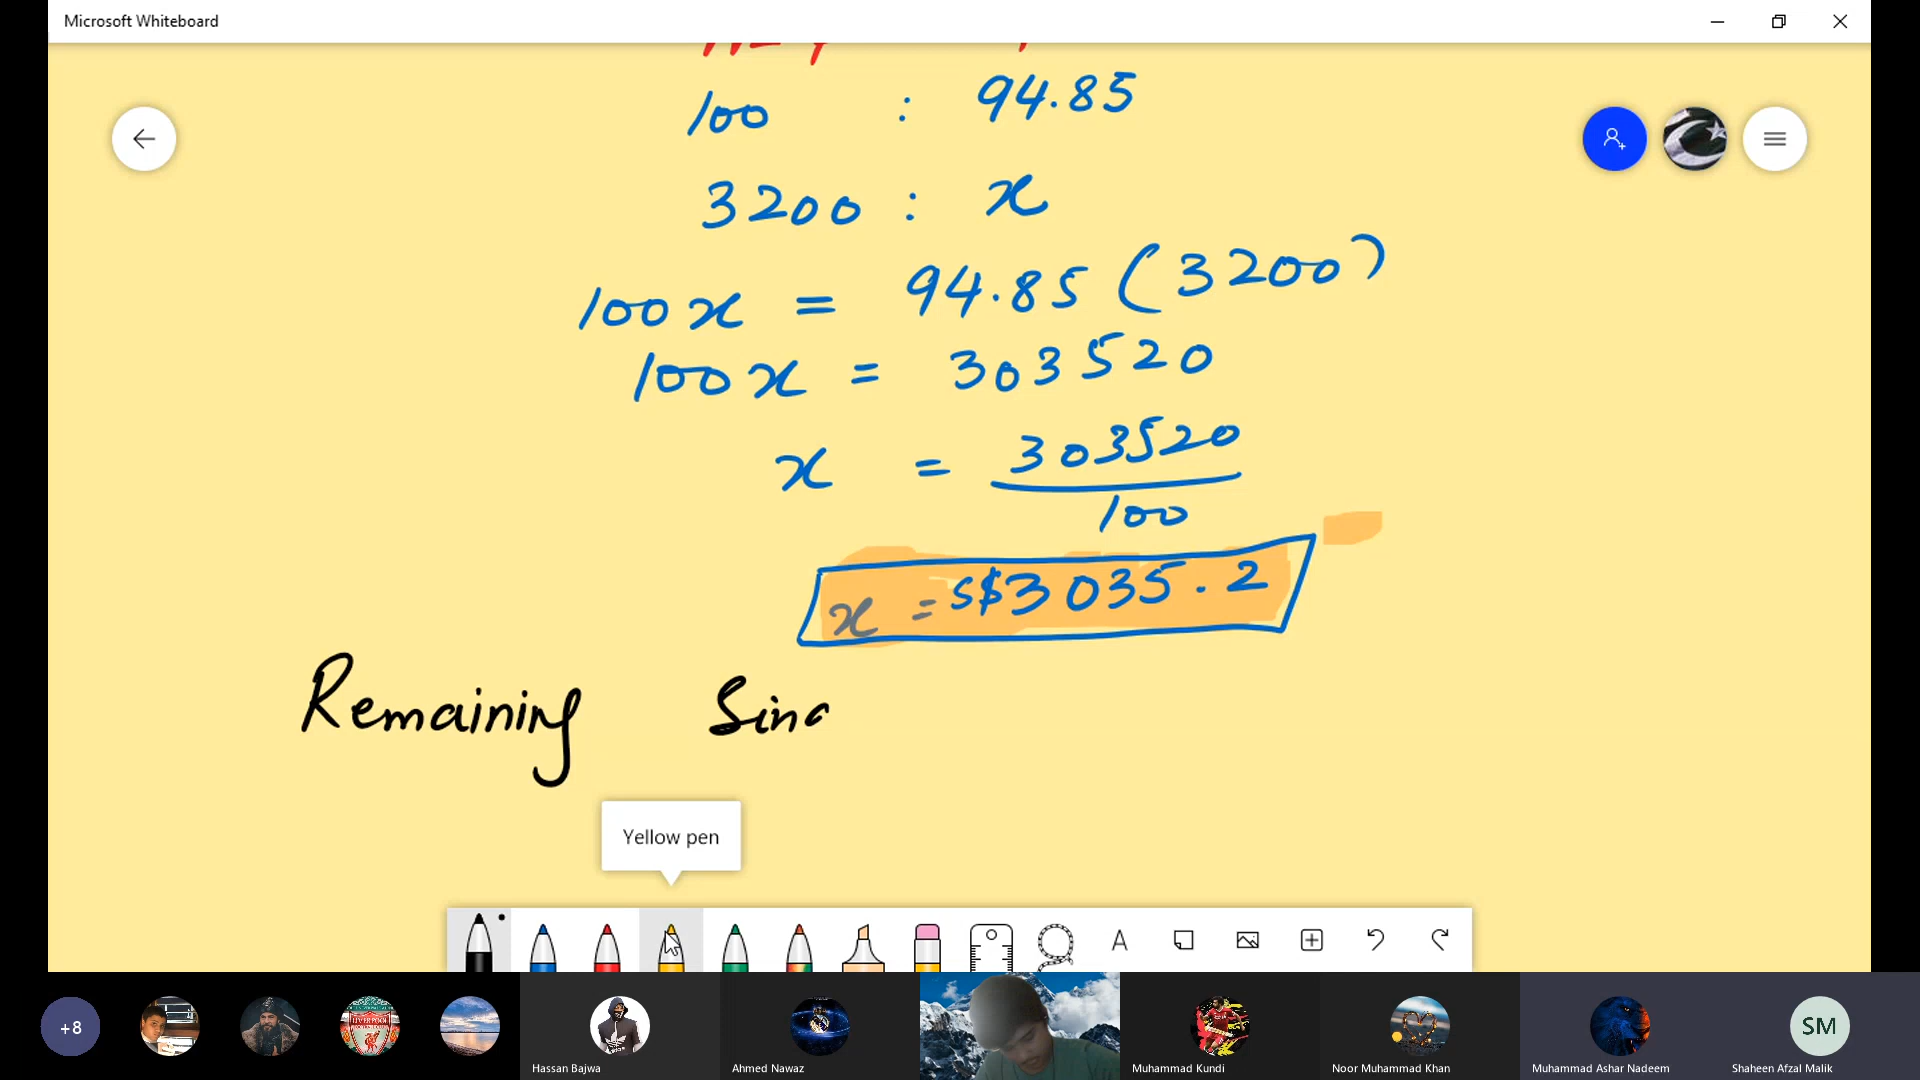 Microsoft Whiteboard
100 : 94.85
3200 : x
100x = 94.85 (3200)
100x = 303520
x = 303520
100
x = S$3035.2
Remaining Sinc
Yellow pen
A
+8
SM
Hassan Bajwa
Ahmed Nawaz
Muhammad Kundi
Noor Muhammad Khan
Muhammad Ashar Nadeem
Shaheen Afzal Malik